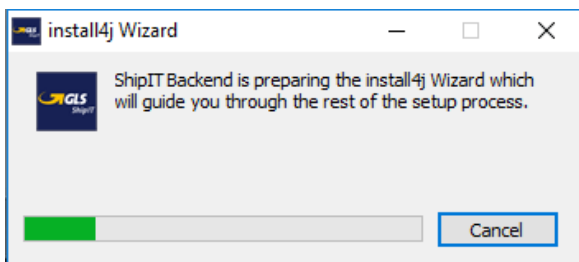 install4j Wizard
ShipIT Backend is preparing the install4j Wizard which
will guide you through the rest of the setup process.
GLS
ShipIT
Cancel